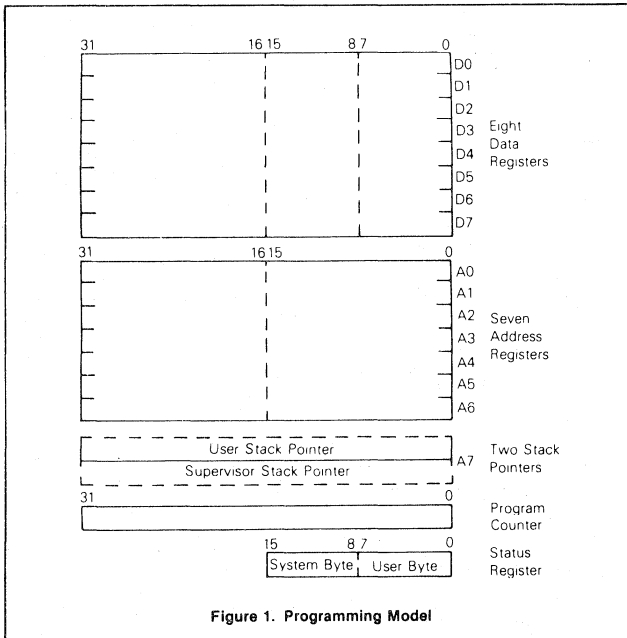 31 16 15 8 7 0
D0
D1
D2
D3
D4
D5
D6
D7
Eight
Data
Registers
31 16 15 0
A0
A1
A2
A3
A4
A5
A6
Seven
Address
Registers
User Stack Pointer
Supervisor Stack Pointer
A7
Two Stack
Pointers
31 0
Program
Counter
15 8 7 0
System Byte User Byte
Status
Register
Figure 1. Programming Model